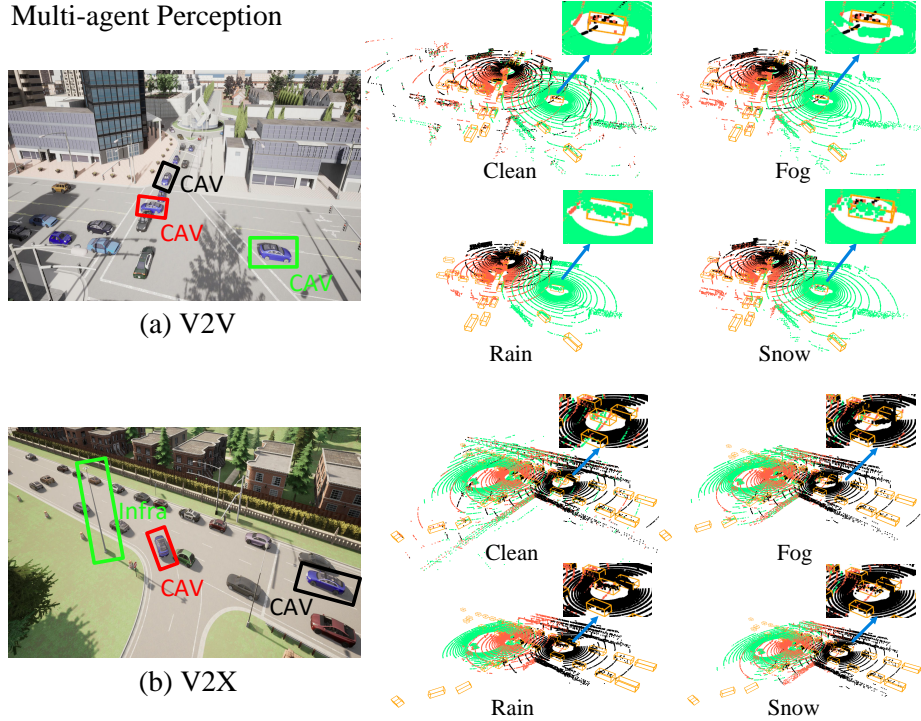 Multi-agent Perception
CAV
CAV
CAV
(a) V2V
Clean
Fog
Rain
Snow
Infra
CAV
CAV
(b) V2X
Clean
Fog
Rain
Snow